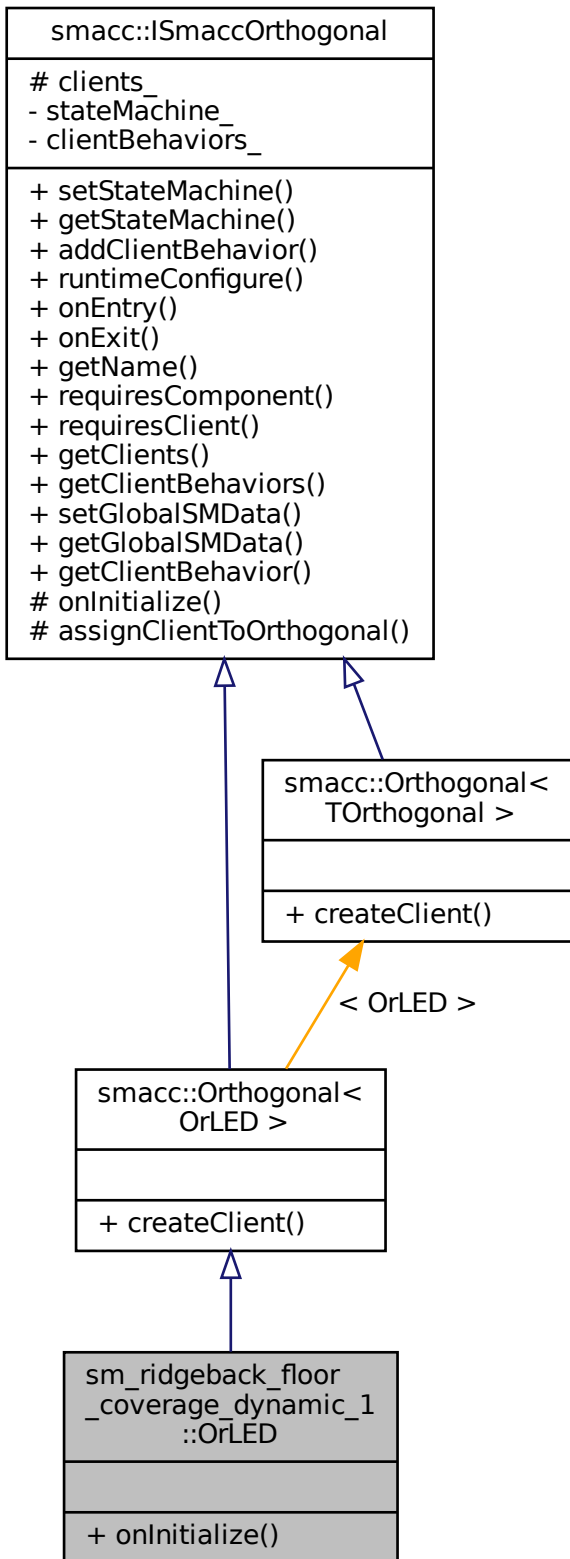 smacc::ISmaccOrthogonal
# clients_
- stateMachine_
- clientBehaviors_
+ setStateMachine()
+ getStateMachine()
+ addClientBehavior()
+ runtimeConfigure()
+ onEntry()
+ onExit()
+ getName()
+ requiresComponent()
+ requiresClient()
+ getClients()
+ getClientBehaviors()
+ setGlobalSMData()
+ getGlobalSMData()
+ getClientBehavior()
# onInitialize()
# assignClientToOrthogonal()
smacc::Orthogonal<
TOrthogonal >
+ createClient()
< OrLED >
smacc::Orthogonal<
OrLED >
+ createClient()
sm_ridgeback_floor
_coverage_dynamic_1
::OrLED
+ onInitialize()